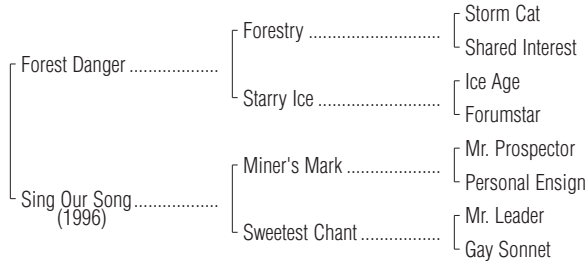 Storm Cat
Forestry ....................................
Shared Interest
Forest Danger ..................
Ice Age
Starry Ice ...............................
Forumstar
Mr. Prospector
Miner's Mark .....................
Personal Ensign
Sing Our Song .................
(1996)
Mr. Leader
Sweetest Chant ................
Gay Sonnet